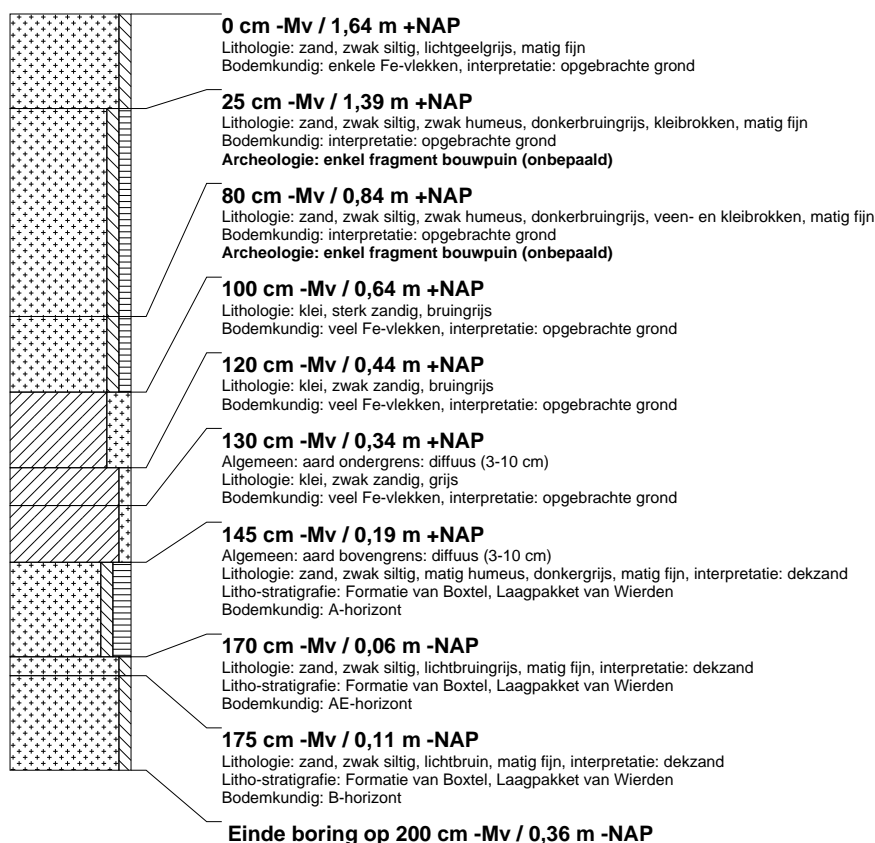 0 cm -Mv / 1,64 m +NAP
Lithologie: zand, zwak siltig, lichtgeelgrijs, matig fijn
Bodemkundig: enkele Fe-vlekken, interpretatie: opgebrachte grond
25 cm -Mv / 1,39 m +NAP
Lithologie: zand, zwak siltig, zwak humeus, donkerbruingrijs, kleibrokken, matig fijn
Bodemkundig: interpretatie: opgebrachte grond
Archeologie: enkel fragment bouwpuin (onbepaald)
80 cm -Mv / 0,84 m +NAP
Lithologie: zand, zwak siltig, zwak humeus, donkerbruingrijs, veen- en kleibrokken, matig fijn
Bodemkundig: interpretatie: opgebrachte grond
Archeologie: enkel fragment bouwpuin (onbepaald)
100 cm -Mv / 0,64 m +NAP
Lithologie: klei, sterk zandig, bruingrijs
Bodemkundig: veel Fe-vlekken, interpretatie: opgebrachte grond
120 cm -Mv / 0,44 m +NAP
Lithologie: klei, zwak zandig, bruingrijs
Bodemkundig: veel Fe-vlekken, interpretatie: opgebrachte grond
130 cm -Mv / 0,34 m +NAP
Algemeen: aard ondergrens: diffuus (3-10 cm)
Lithologie: klei, zwak zandig, grijs
Bodemkundig: veel Fe-vlekken, interpretatie: opgebrachte grond
145 cm -Mv / 0,19 m +NAP
Algemeen: aard bovengrens: diffuus (3-10 cm)
Lithologie: zand, zwak siltig, matig humeus, donkergrijs, matig fijn, interpretatie: dekzand
Litho-stratigrafie: Formatie van Boxtel, Laagpakket van Wierden
Bodemkundig: A-horizont
170 cm -Mv / 0,06 m -NAP
Lithologie: zand, zwak siltig, lichtbruingrijs, matig fijn, interpretatie: dekzand
Litho-stratigrafie: Formatie van Boxtel, Laagpakket van Wierden
Bodemkundig: AE-horizont
175 cm -Mv / 0,11 m -NAP
Lithologie: zand, zwak siltig, lichtbruin, matig fijn, interpretatie: dekzand
Litho-stratigrafie: Formatie van Boxtel, Laagpakket van Wierden
Bodemkundig: B-horizont
Einde boring op 200 cm -Mv / 0,36 m -NAP